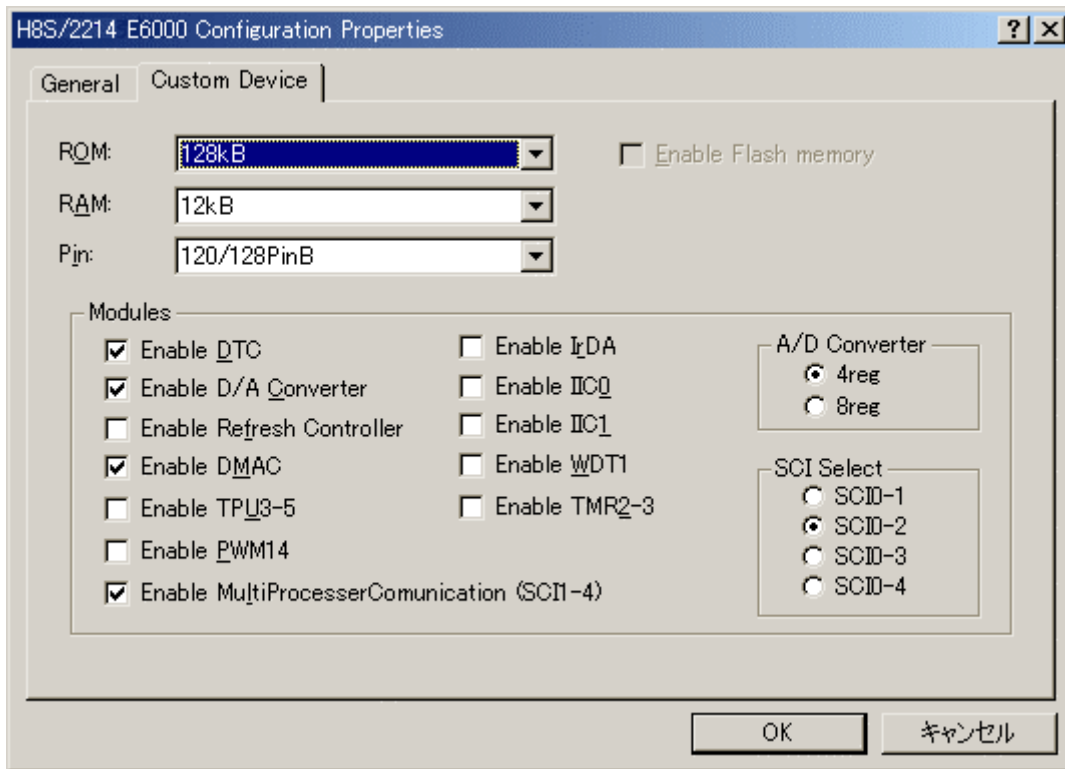 H8S/2214 E6000 Configuration Properties
General
Custom Device
ROM:
128kB
Enable Flash memory
RAM:
12kB
Pin:
120/128PinB
Modules
Enable DTC
Enable D/A Converter
Enable Refresh Controller
Enable DMAC
Enable TPU3-5
Enable PWM14
Enable MultiProcesserComunication (SCI1-4)
Enable IrDA
Enable IIC0
Enable IIC1
Enable WDT1
Enable TMR2-3
A/D Converter
4reg
8reg
SCI Select
SCI0-1
SCI0-2
SCI0-3
SCI0-4
OK
キャンセル